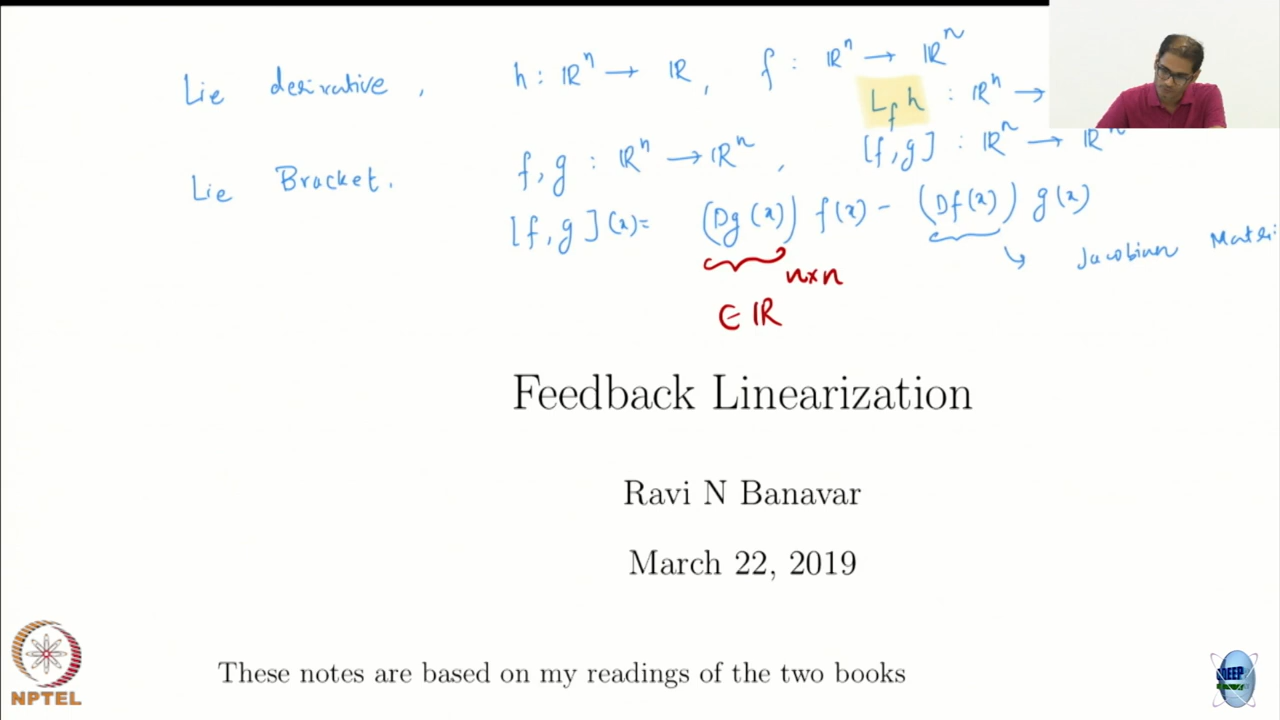 Lie derivative, h : ℝⁿ → ℝ, f : ℝⁿ → ℝⁿ
L_f h : ℝⁿ →
Lie Bracket. f, g : ℝⁿ → ℝⁿ, [f, g] : ℝⁿ → ℝⁿ
[f, g](x) = (Dg(x)) f(x) - (Df(x)) g(x)
↳ Jacobian
n×n
∈ ℝ
Feedback Linearization
Ravi N Banavar
March 22, 2019
These notes are based on my readings of the two books
NPTEL